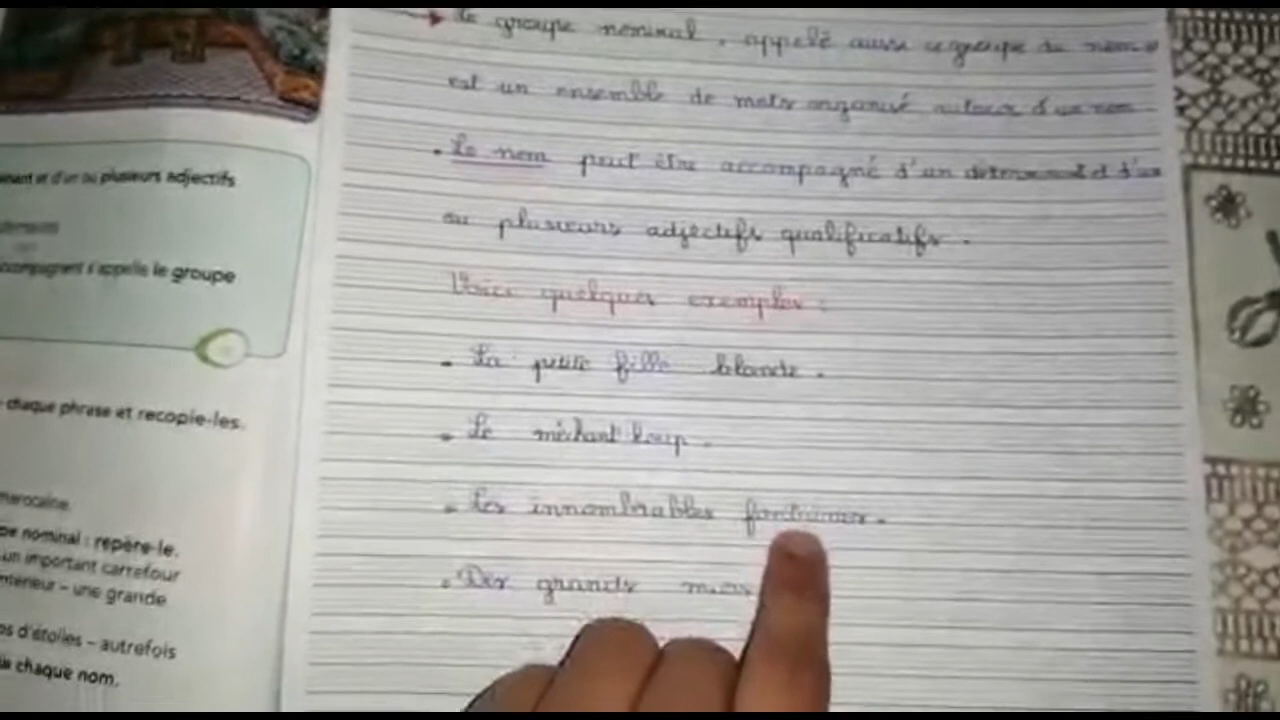 Le groupe nominal, appelé aussi « groupe du nom »
est un ensemble de mots organisé autour d'un nom
. Le nom peut être accompagné d'un déterminant et d'un
ou plusieurs adjectifs qualificatifs.
Voici quelques exemples :
- La petite fille blonde.
- Le méchant loup.
- Les innombrables
. Des grands murs
et d'un ou plusieurs adjectifs
accompagnent s'appelle le groupe
chaque phrase et recopie-les.
marocaine.
nominal : repère-le.
un important carrefour
intérieur – une grande
d'étoiles – autrefois
chaque nom.